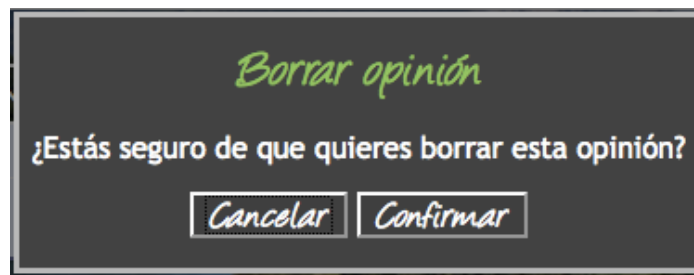 Borrar opinión
¿Estás seguro de que quieres borrar esta opinión?
Cancelar Confirmar